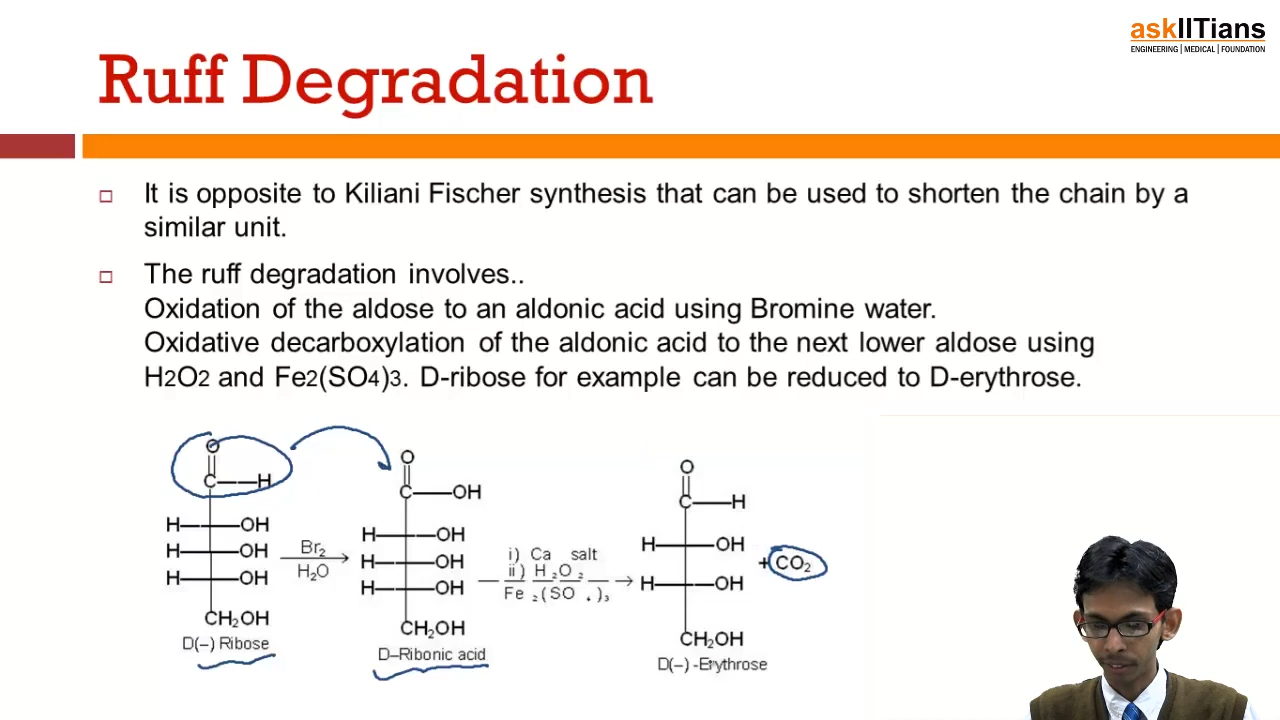 askIITians
ENGINEERING | MEDICAL | FOUNDATION
Ruff Degradation
It is opposite to Kiliani Fischer synthesis that can be used to shorten the chain by a
similar unit.
The ruff degradation involves..
Oxidation of the aldose to an aldonic acid using Bromine water.
Oxidative decarboxylation of the aldonic acid to the next lower aldose using
H2O2 and Fe2(SO4)3. D-ribose for example can be reduced to D-erythrose.
O
C—H
H—OH
H—OH
H—OH
CH₂OH
D(–) Ribose
Br₂
H₂O
O
C—OH
H—OH
H—OH
H—OH
CH₂OH
D–Ribonic acid
i) Ca salt
ii) H₂O₂
Fe₂(SO₄)₃
O
C—H
H—OH
H—OH
CH₂OH
D(–) -Erythrose
+CO₂